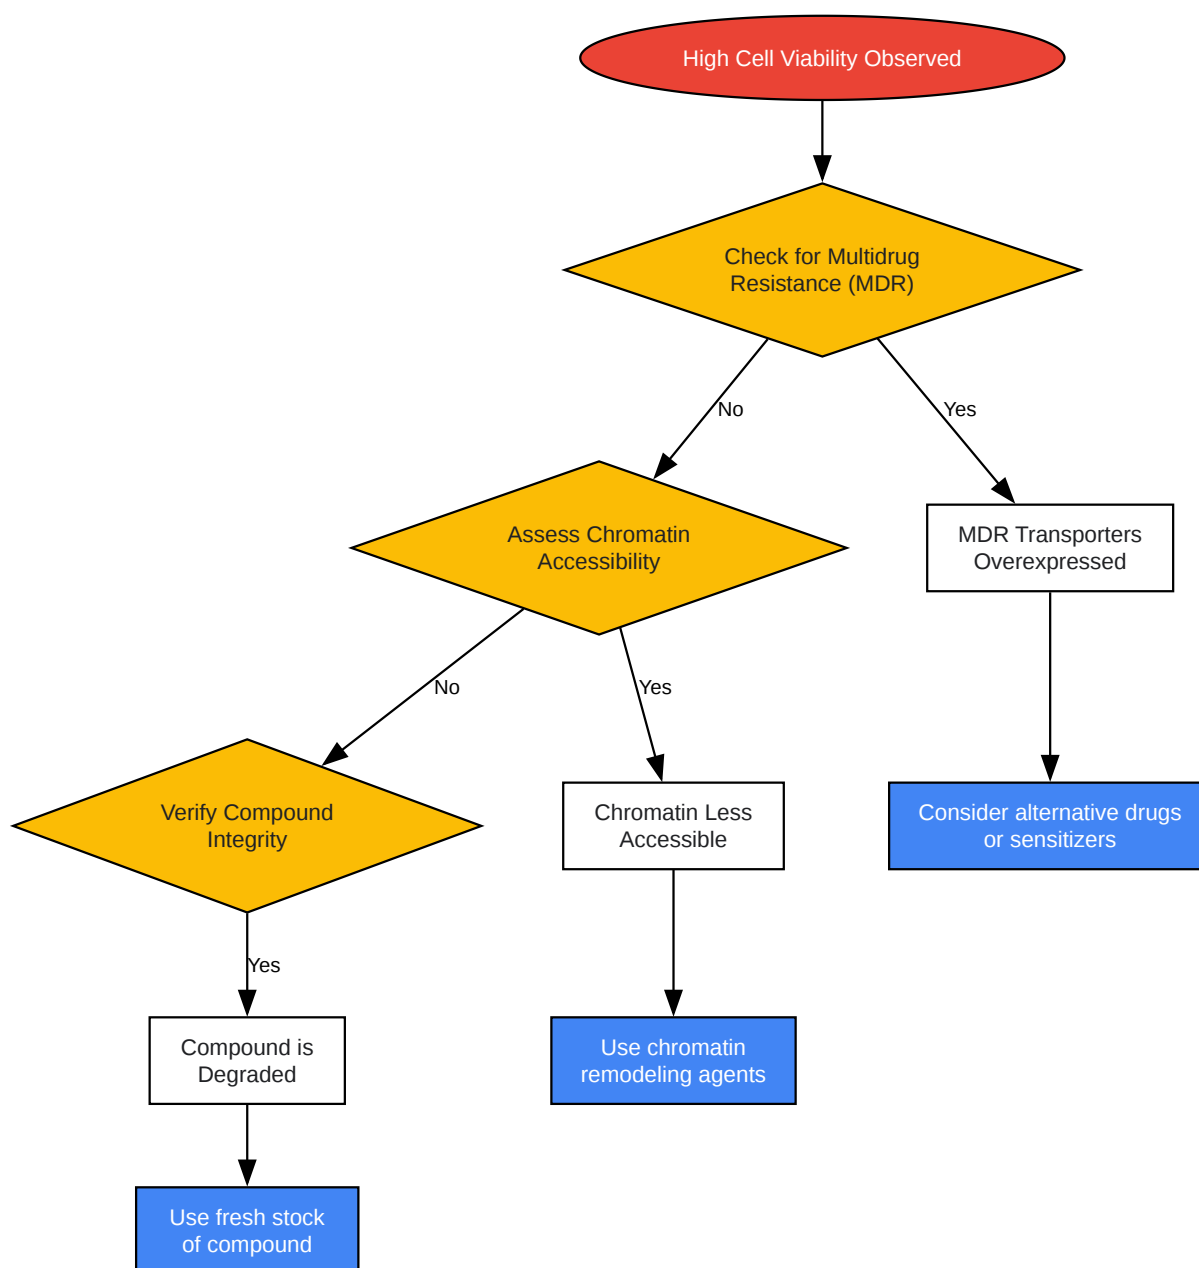 High Cell Viability Observed
Check for Multidrug
Resistance (MDR)
No
Yes
Assess Chromatin
Accessibility
MDR Transporters
Overexpressed
No
Yes
Verify Compound
Integrity
Chromatin Less
Accessible
Consider alternative drugs
or sensitizers
Yes
Compound is
Degraded
Use chromatin
remodeling agents
Use fresh stock
of compound